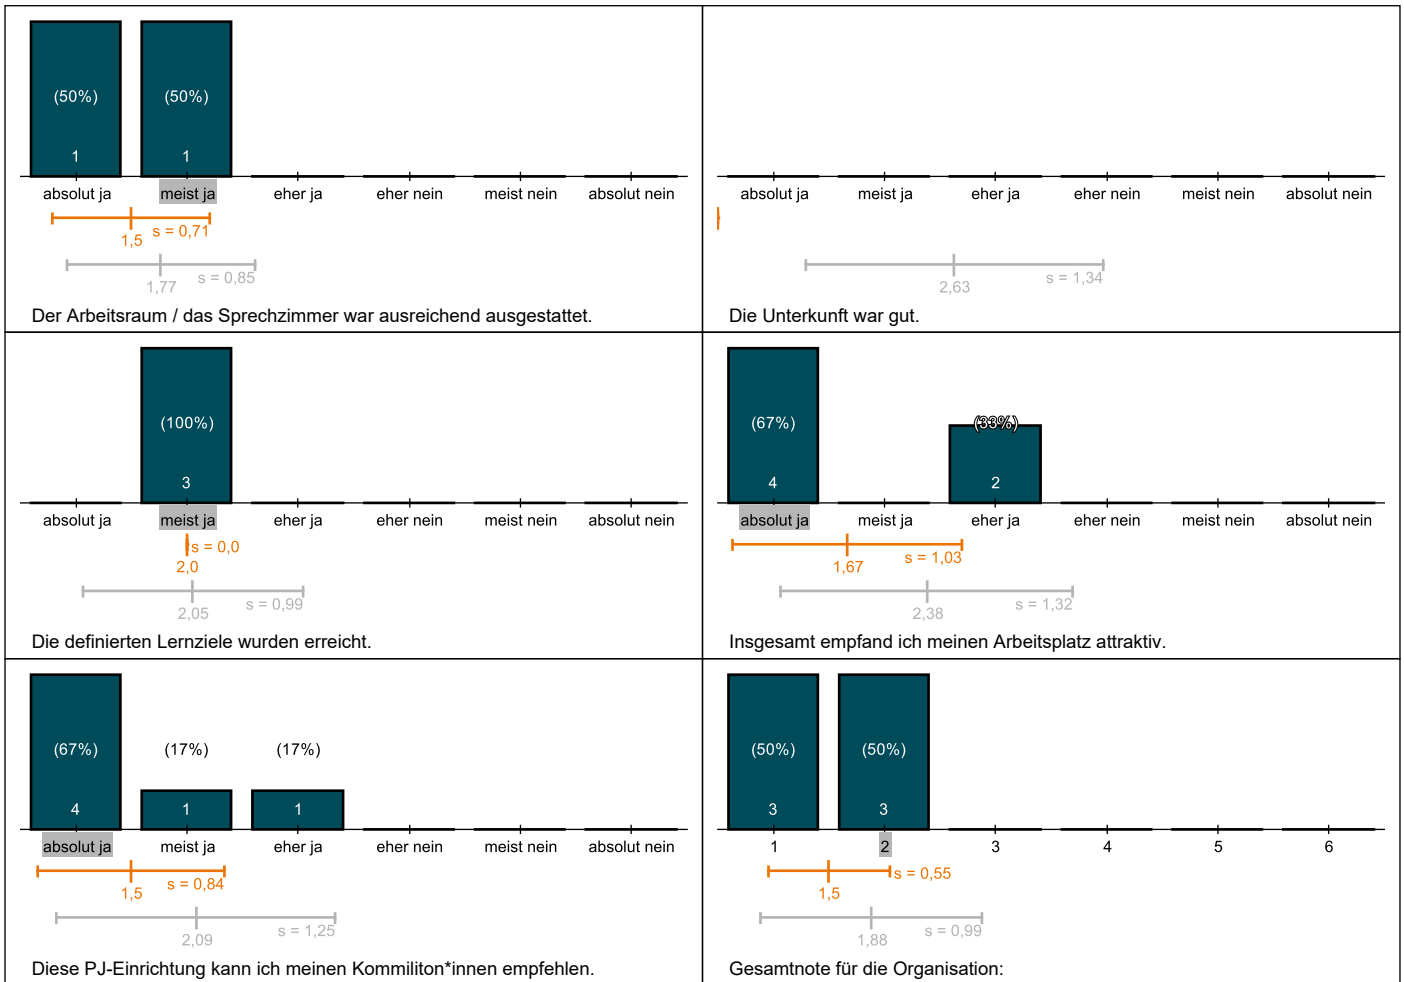 (50%) (50%)
1 1
absolut ja meist ja eher ja eher nein meist nein absolut nein
s = 0,71
1,5
s = 0,85
1,77
Der Arbeitsraum / das Sprechzimmer war ausreichend ausgestattet.
absolut ja meist ja eher ja eher nein meist nein absolut nein
s = 1,34
2,63
Die Unterkunft war gut.
(100%)
3
absolut ja meist ja eher ja eher nein meist nein absolut nein
s = 0,0
2,0
s = 0,99
2,05
Die definierten Lernziele wurden erreicht.
(67%) (33%)
4 2
absolut ja meist ja eher ja eher nein meist nein absolut nein
s = 1,03
1,67
s = 1,32
2,38
Insgesamt empfand ich meinen Arbeitsplatz attraktiv.
(67%) (17%) (17%)
4 1 1
absolut ja meist ja eher ja eher nein meist nein absolut nein
s = 0,84
1,5
s = 1,25
2,09
Diese PJ-Einrichtung kann ich meinen Kommiliton*innen empfehlen.
(50%) (50%)
3 3
1 2 3 4 5 6
s = 0,55
1,5
s = 0,99
1,88
Gesamtnote für die Organisation: